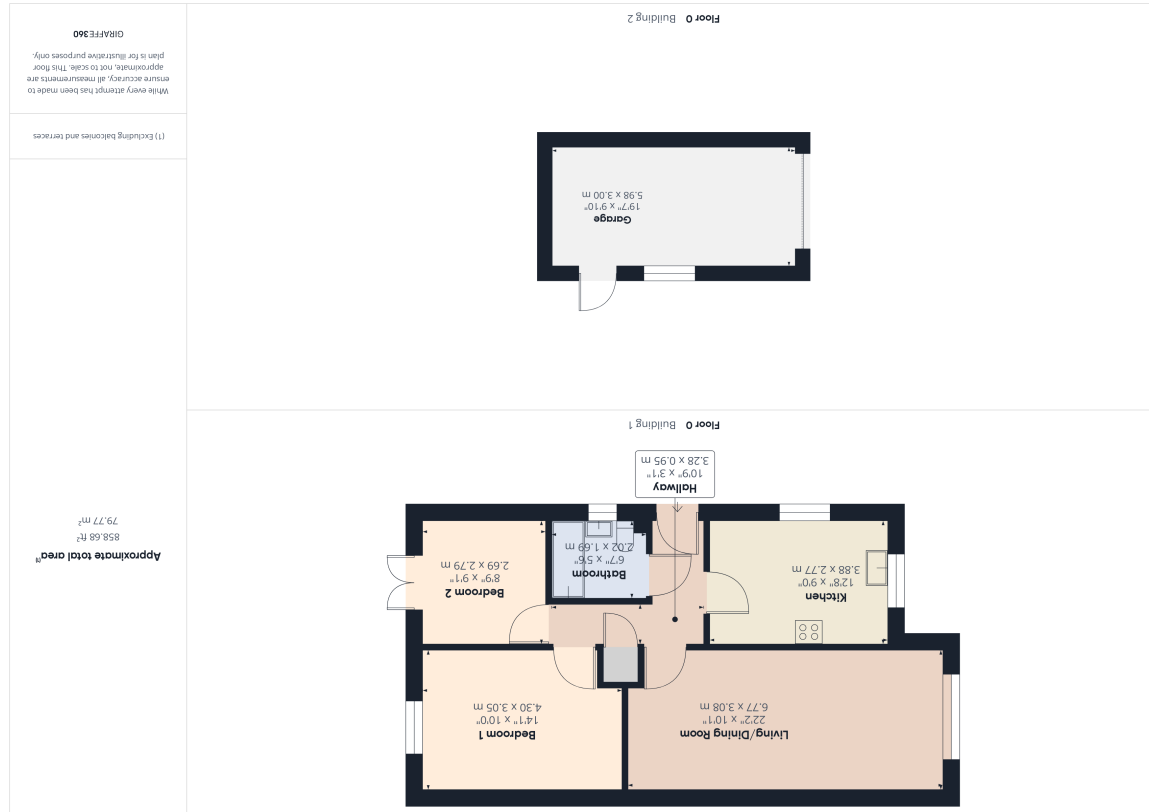 Living/Dining Room
22'2" x 10'1"
6.77 x 3.08 m
Bedroom 1
14'1" x 10'0"
4.30 x 3.05 m
Kitchen
12'8" x 9'0"
3.88 x 2.77 m
Bathroom
6'7" x 5'6"
2.02 x 1.69 m
Bedroom 2
8'9" x 9'1"
2.69 x 2.79 m
Hallway
10'9" x 3'1"
3.28 x 0.95 m
Floor 0 Building 1
Garage
19'7" x 9'10"
5.98 x 3.00 m
Floor 0 Building 2
Approximate total area(1)
858.68 ft²
79.77 m²
(1) Excluding balconies and terraces
While every attempt has been made to
ensure accuracy, all measurements are
approximate, not to scale. This floor
plan is for illustrative purposes only.
GIRAFFE360